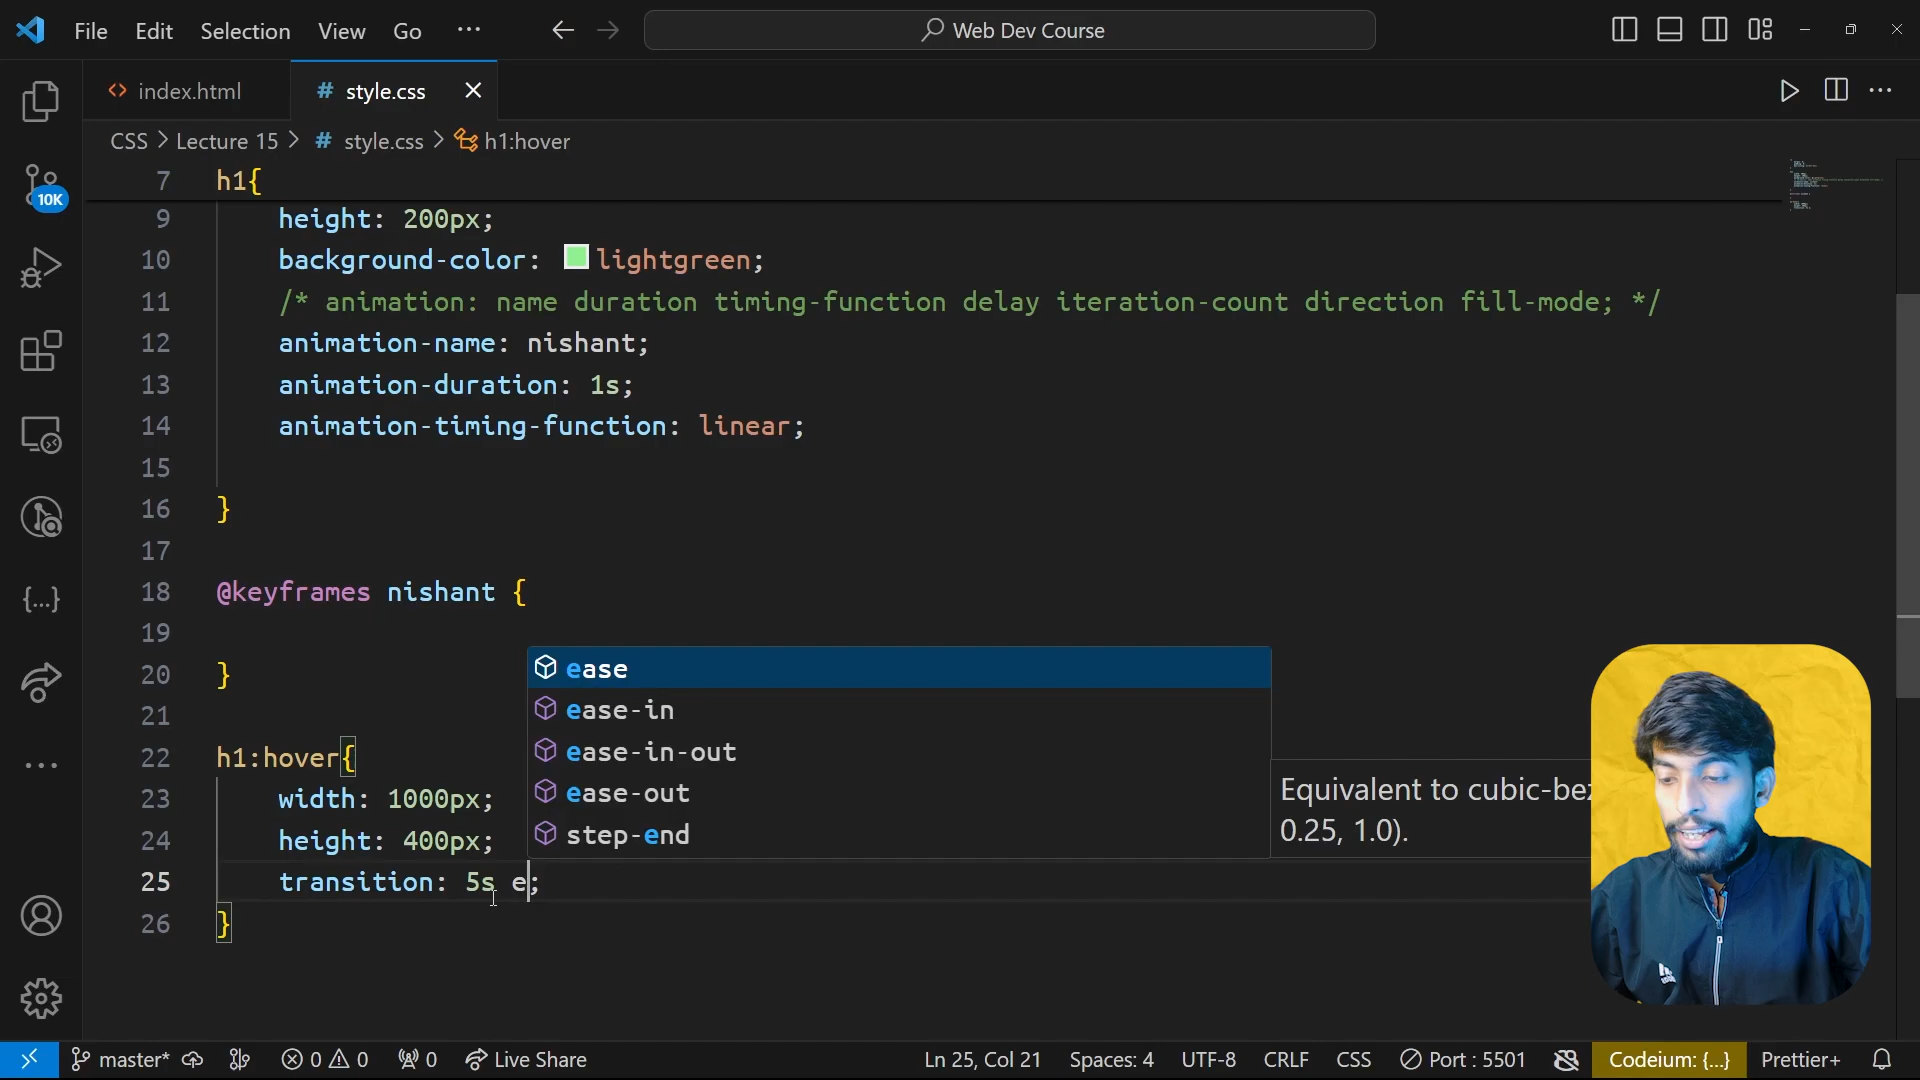 File Edit Selection View Go ··· Web Dev Course
index.html # style.css
CSS > Lecture 15 > # style.css > h1:hover
10K
7 h1{
9 height: 200px;
10 background-color: lightgreen;
11 /* animation: name duration timing-function delay iteration-count direction fill-mode; */
12 animation-name: nishant;
13 animation-duration: 1s;
14 animation-timing-function: linear;
15
16 }
17
18 @keyframes nishant {
19
20 }
21
22 h1:hover{
23 width: 1000px;
24 height: 400px;
25 transition: 5s e;
26 }
ease
ease-in
ease-in-out
ease-out
step-end
Equivalent to cubic-bez
0.25, 1.0).
master* 0 0 0 Live Share Ln 25, Col 21 Spaces: 4 UTF-8 CRLF CSS Port : 5501 Codeium: {...} Prettier+